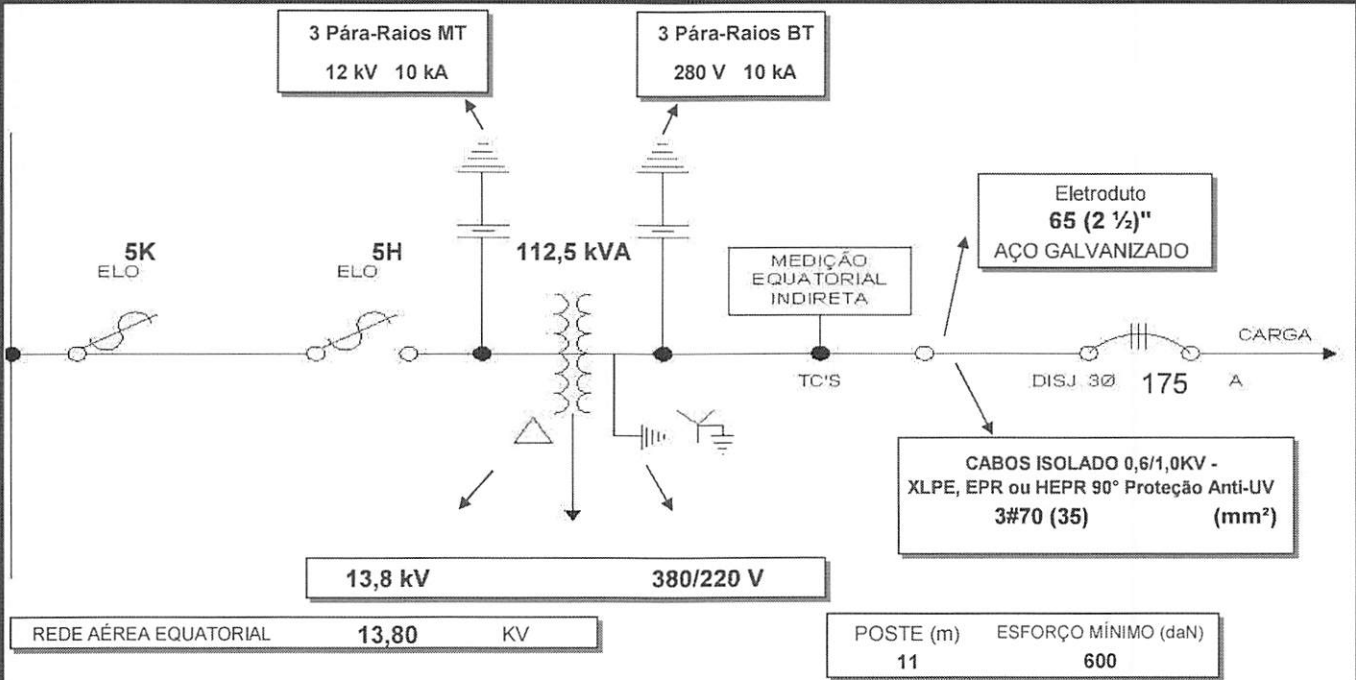 3 Pára-Raios MT
12 kV 10 kA
3 Pára-Raios BT
280 V 10 kA
Eletroduto
65 (2 ½)"
AÇO GALVANIZADO
5K
ELO
5H
ELO
112,5 kVA
MEDIÇÃO
EQUATORIAL
INDIRETA
TC'S
DISJ. 3Ø 175 A
CARGA
CABOS ISOLADO 0,6/1,0KV -
XLPE, EPR ou HEPR 90° Proteção Anti-UV
3#70 (35) (mm²)
13,8 kV 380/220 V
REDE AÉREA EQUATORIAL 13,80 KV
POSTE (m) ESFORÇO MÍNIMO (daN)
11 600